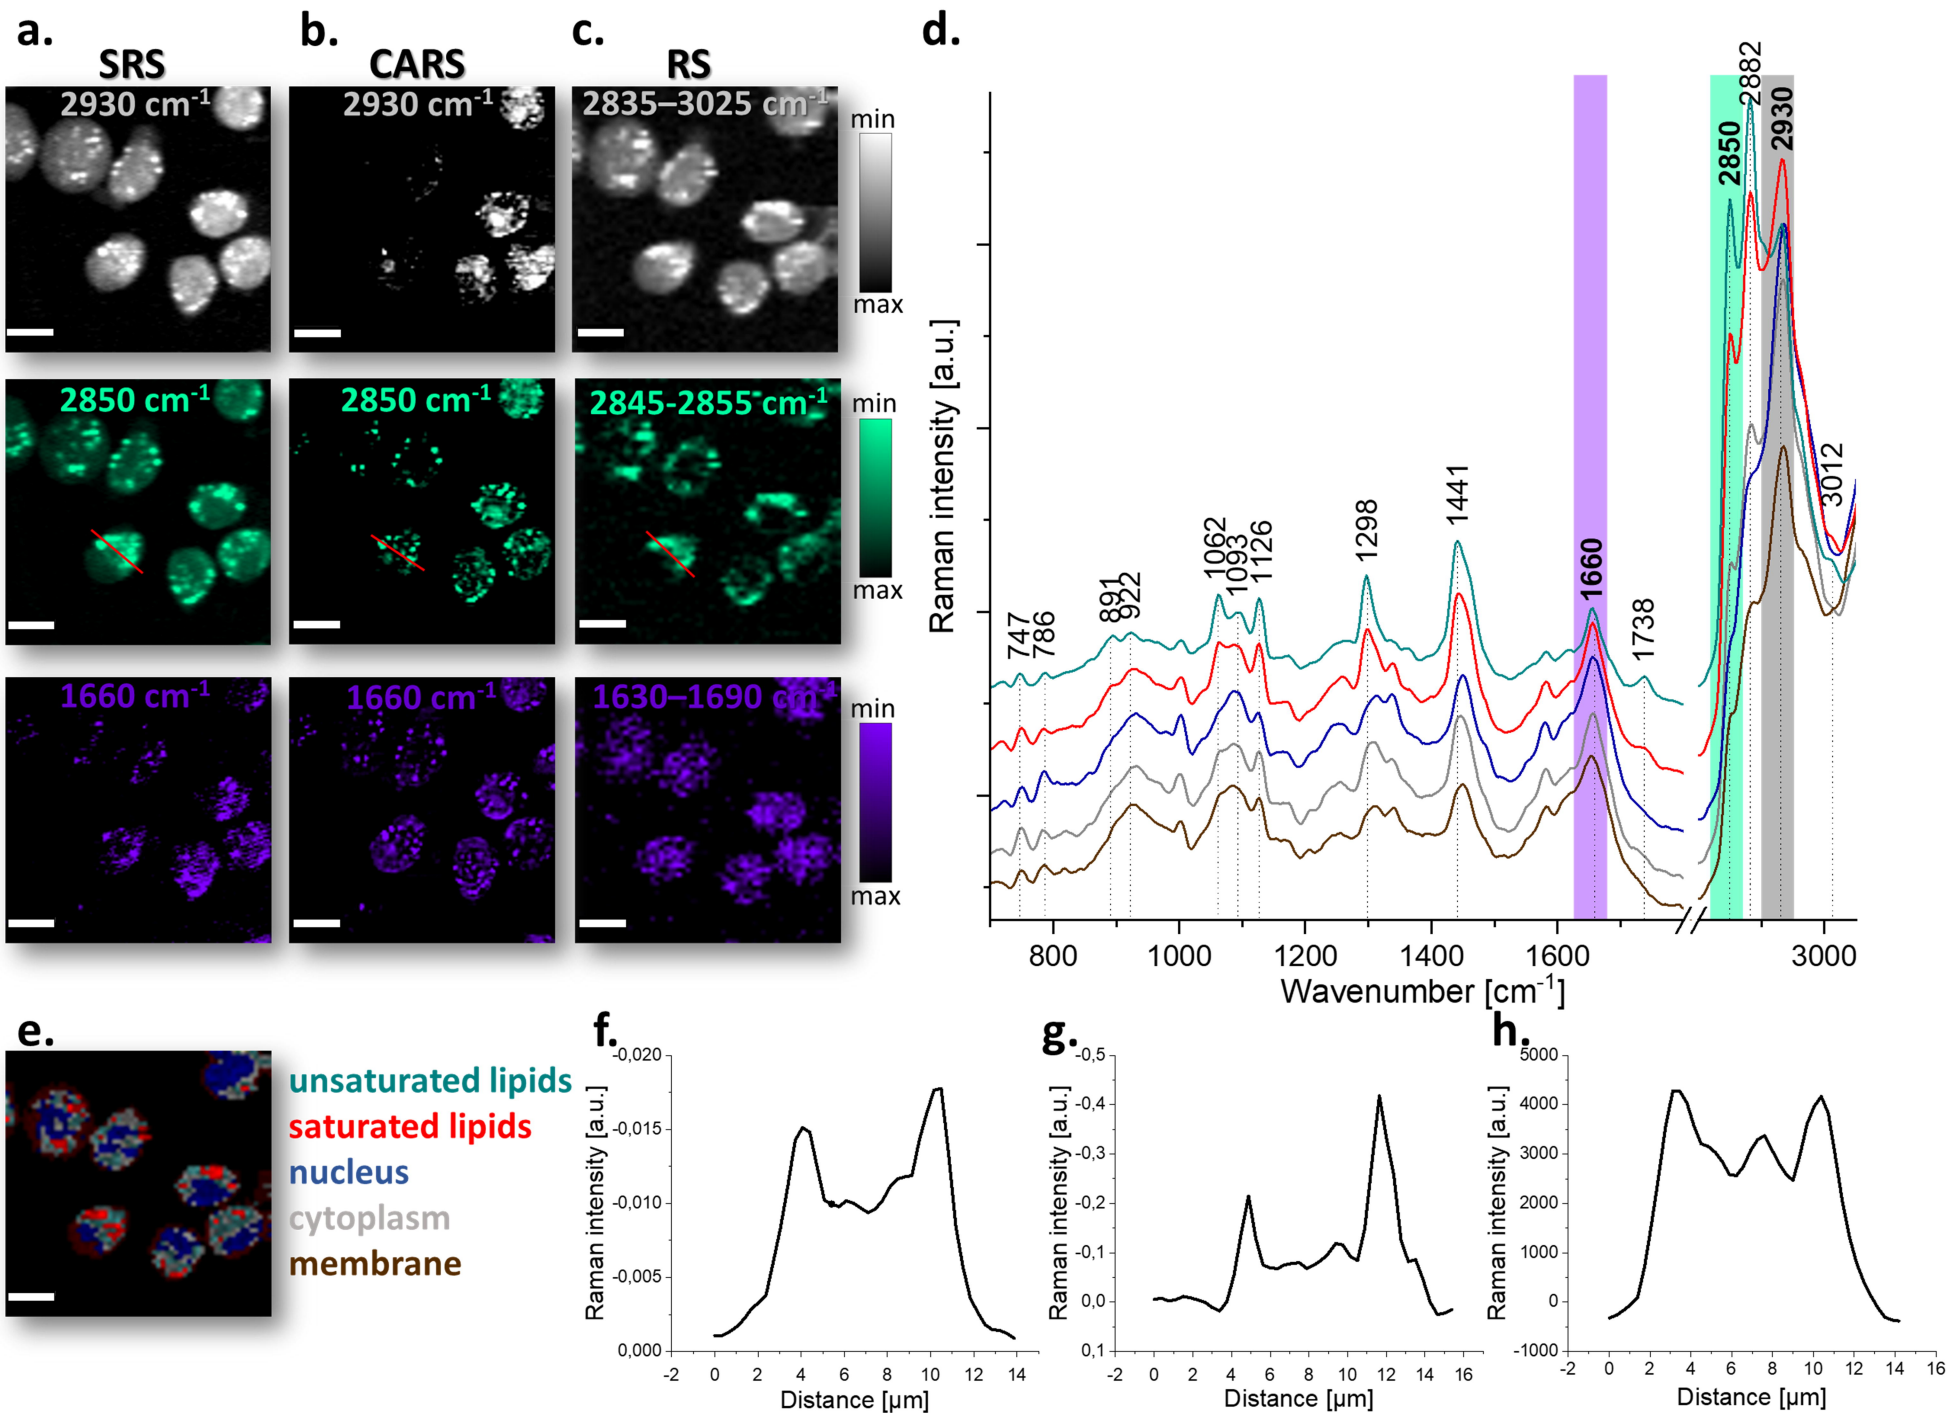 a.
SRS
2930 cm-1
2850 cm-1
1660 cm-1
b.
CARS
2930 cm-1
2850 cm-1
1660 cm-1
c.
RS
2835–3025 cm-1
2845-2855 cm-1
1630–1690 cm-1
min
max
min
max
min
max
d.
Raman intensity [a.u.]
747
786
891
922
1062
1093
1126
1298
1441
1660
1738
2850
2882
2930
3012
800 1000 1200 1400 1600 3000
Wavenumber [cm-1]
e.
unsaturated lipids
saturated lipids
nucleus
cytoplasm
membrane
f.
Raman intensity [a.u.]
-0,020
-0,015
-0,010
-0,005
0,000
-2 0 2 4 6 8 10 12 14
Distance [µm]
g.
Raman intensity [a.u.]
-0,5
-0,4
-0,3
-0,2
-0,1
0,0
0,1
-2 0 2 4 6 8 10 12 14 16
Distance [µm]
h.
Raman intensity [a.u.]
5000
4000
3000
2000
1000
0
-1000
-2 0 2 4 6 8 10 12 14 16
Distance [µm]